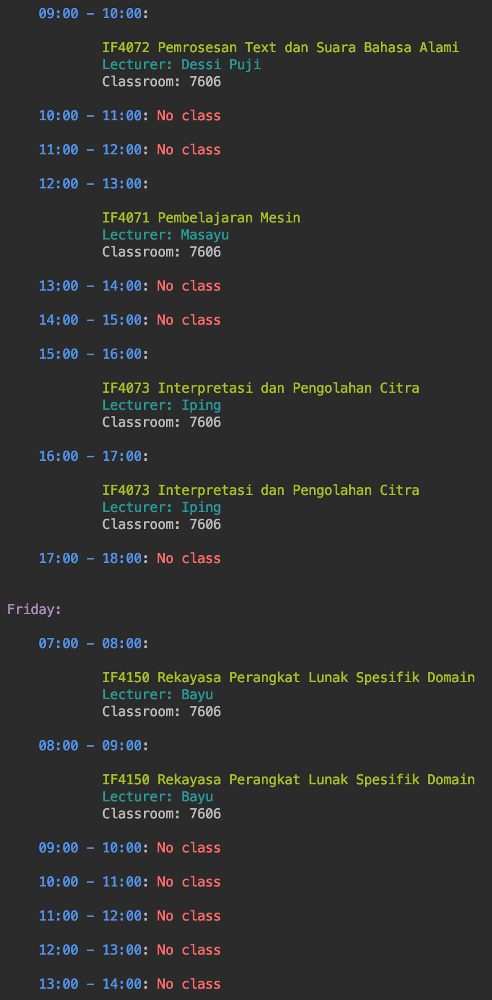 09:00 - 10:00:
IF4072 Pemrosesan Text dan Suara Bahasa Alami
Lecturer: Dessi Puji
Classroom: 7606
10:00 - 11:00: No class
11:00 - 12:00: No class
12:00 - 13:00:
IF4071 Pembelajaran Mesin
Lecturer: Masayu
Classroom: 7606
13:00 - 14:00: No class
14:00 - 15:00: No class
15:00 - 16:00:
IF4073 Interpretasi dan Pengolahan Citra
Lecturer: Iping
Classroom: 7606
16:00 - 17:00:
IF4073 Interpretasi dan Pengolahan Citra
Lecturer: Iping
Classroom: 7606
17:00 - 18:00: No class
Friday:
07:00 - 08:00:
IF4150 Rekayasa Perangkat Lunak Spesifik Domain
Lecturer: Bayu
Classroom: 7606
08:00 - 09:00:
IF4150 Rekayasa Perangkat Lunak Spesifik Domain
Lecturer: Bayu
Classroom: 7606
09:00 - 10:00: No class
10:00 - 11:00: No class
11:00 - 12:00: No class
12:00 - 13:00: No class
13:00 - 14:00: No class